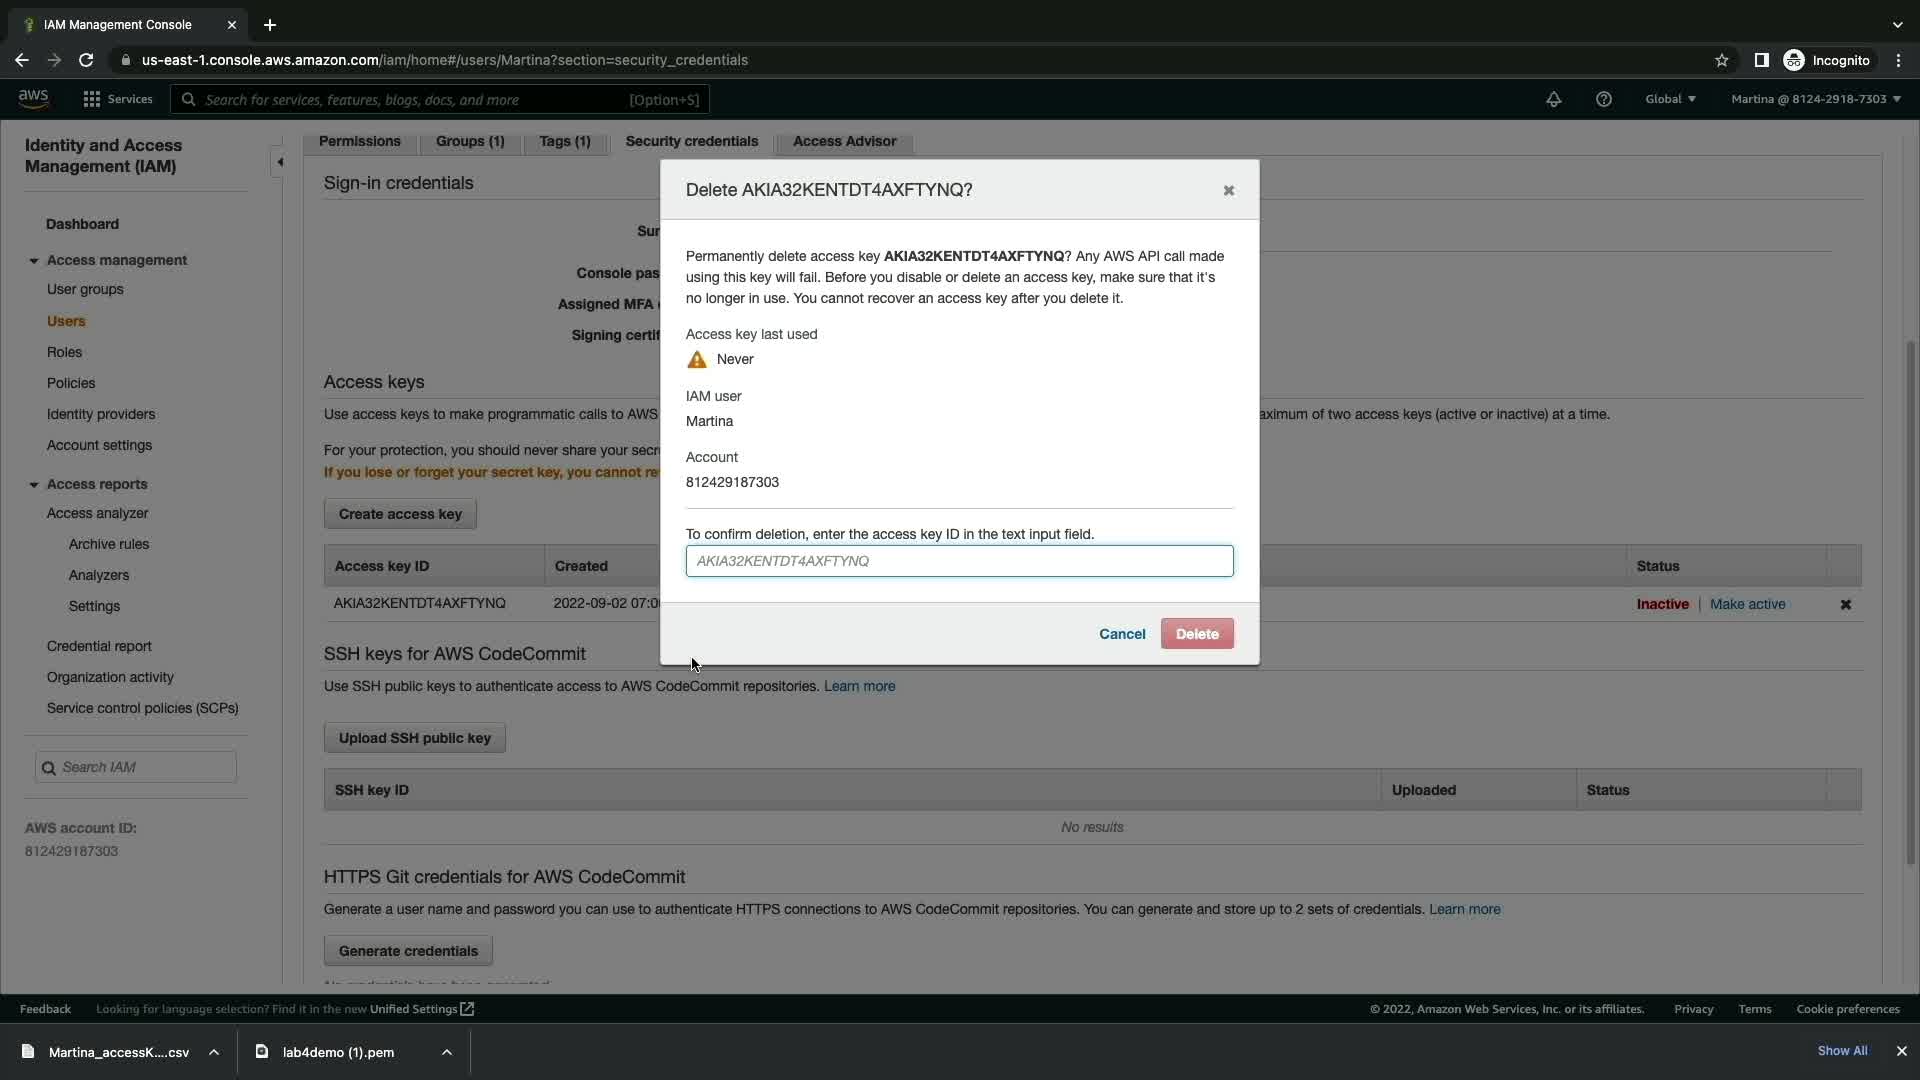 IAM Management Console
us-east-1.console.aws.amazon.com/iam/home#/users/Martina?section=security_credentials
Incognito
aws
Services
Search for services, features, blogs, docs, and more
[Option+S]
Global
Martina @ 8124-2918-7303
Identity and Access
Management (IAM)
Dashboard
Access management
User groups
Users
Roles
Policies
Identity providers
Account settings
Access reports
Access analyzer
Archive rules
Analyzers
Settings
Credential report
Organization activity
Service control policies (SCPs)
Search IAM
AWS account ID:
812429187303
Permissions
Groups (1)
Tags (1)
Security credentials
Access Advisor
Sign-in credentials
Console pas
Assigned MFA
Signing certif
Access keys
Use access keys to make programmatic calls to AWS
aximum of two access keys (active or inactive) at a time.
For your protection, you should never share your secr
If you lose or forget your secret key, you cannot re
Create access key
Access key ID
Created
Status
AKIA32KENTDT4AXFTYNQ
2022-09-02 07:0
Inactive | Make active
SSH keys for AWS CodeCommit
Use SSH public keys to authenticate access to AWS CodeCommit repositories. Learn more
Upload SSH public key
SSH key ID
Uploaded
Status
No results
HTTPS Git credentials for AWS CodeCommit
Generate a user name and password you can use to authenticate HTTPS connections to AWS CodeCommit repositories. You can generate and store up to 2 sets of credentials. Learn more
Generate credentials
Delete AKIA32KENTDT4AXFTYNQ?
Permanently delete access key AKIA32KENTDT4AXFTYNQ? Any AWS API call made
using this key will fail. Before you disable or delete an access key, make sure that it's
no longer in use. You cannot recover an access key after you delete it.
Access key last used
Never
IAM user
Martina
Account
812429187303
To confirm deletion, enter the access key ID in the text input field.
AKIA32KENTDT4AXFTYNQ
Cancel
Delete
Feedback
Looking for language selection? Find it in the new Unified Settings
© 2022, Amazon Web Services, Inc. or its affiliates.
Privacy
Terms
Cookie preferences
Martina_accessK....csv
lab4demo (1).pem
Show All